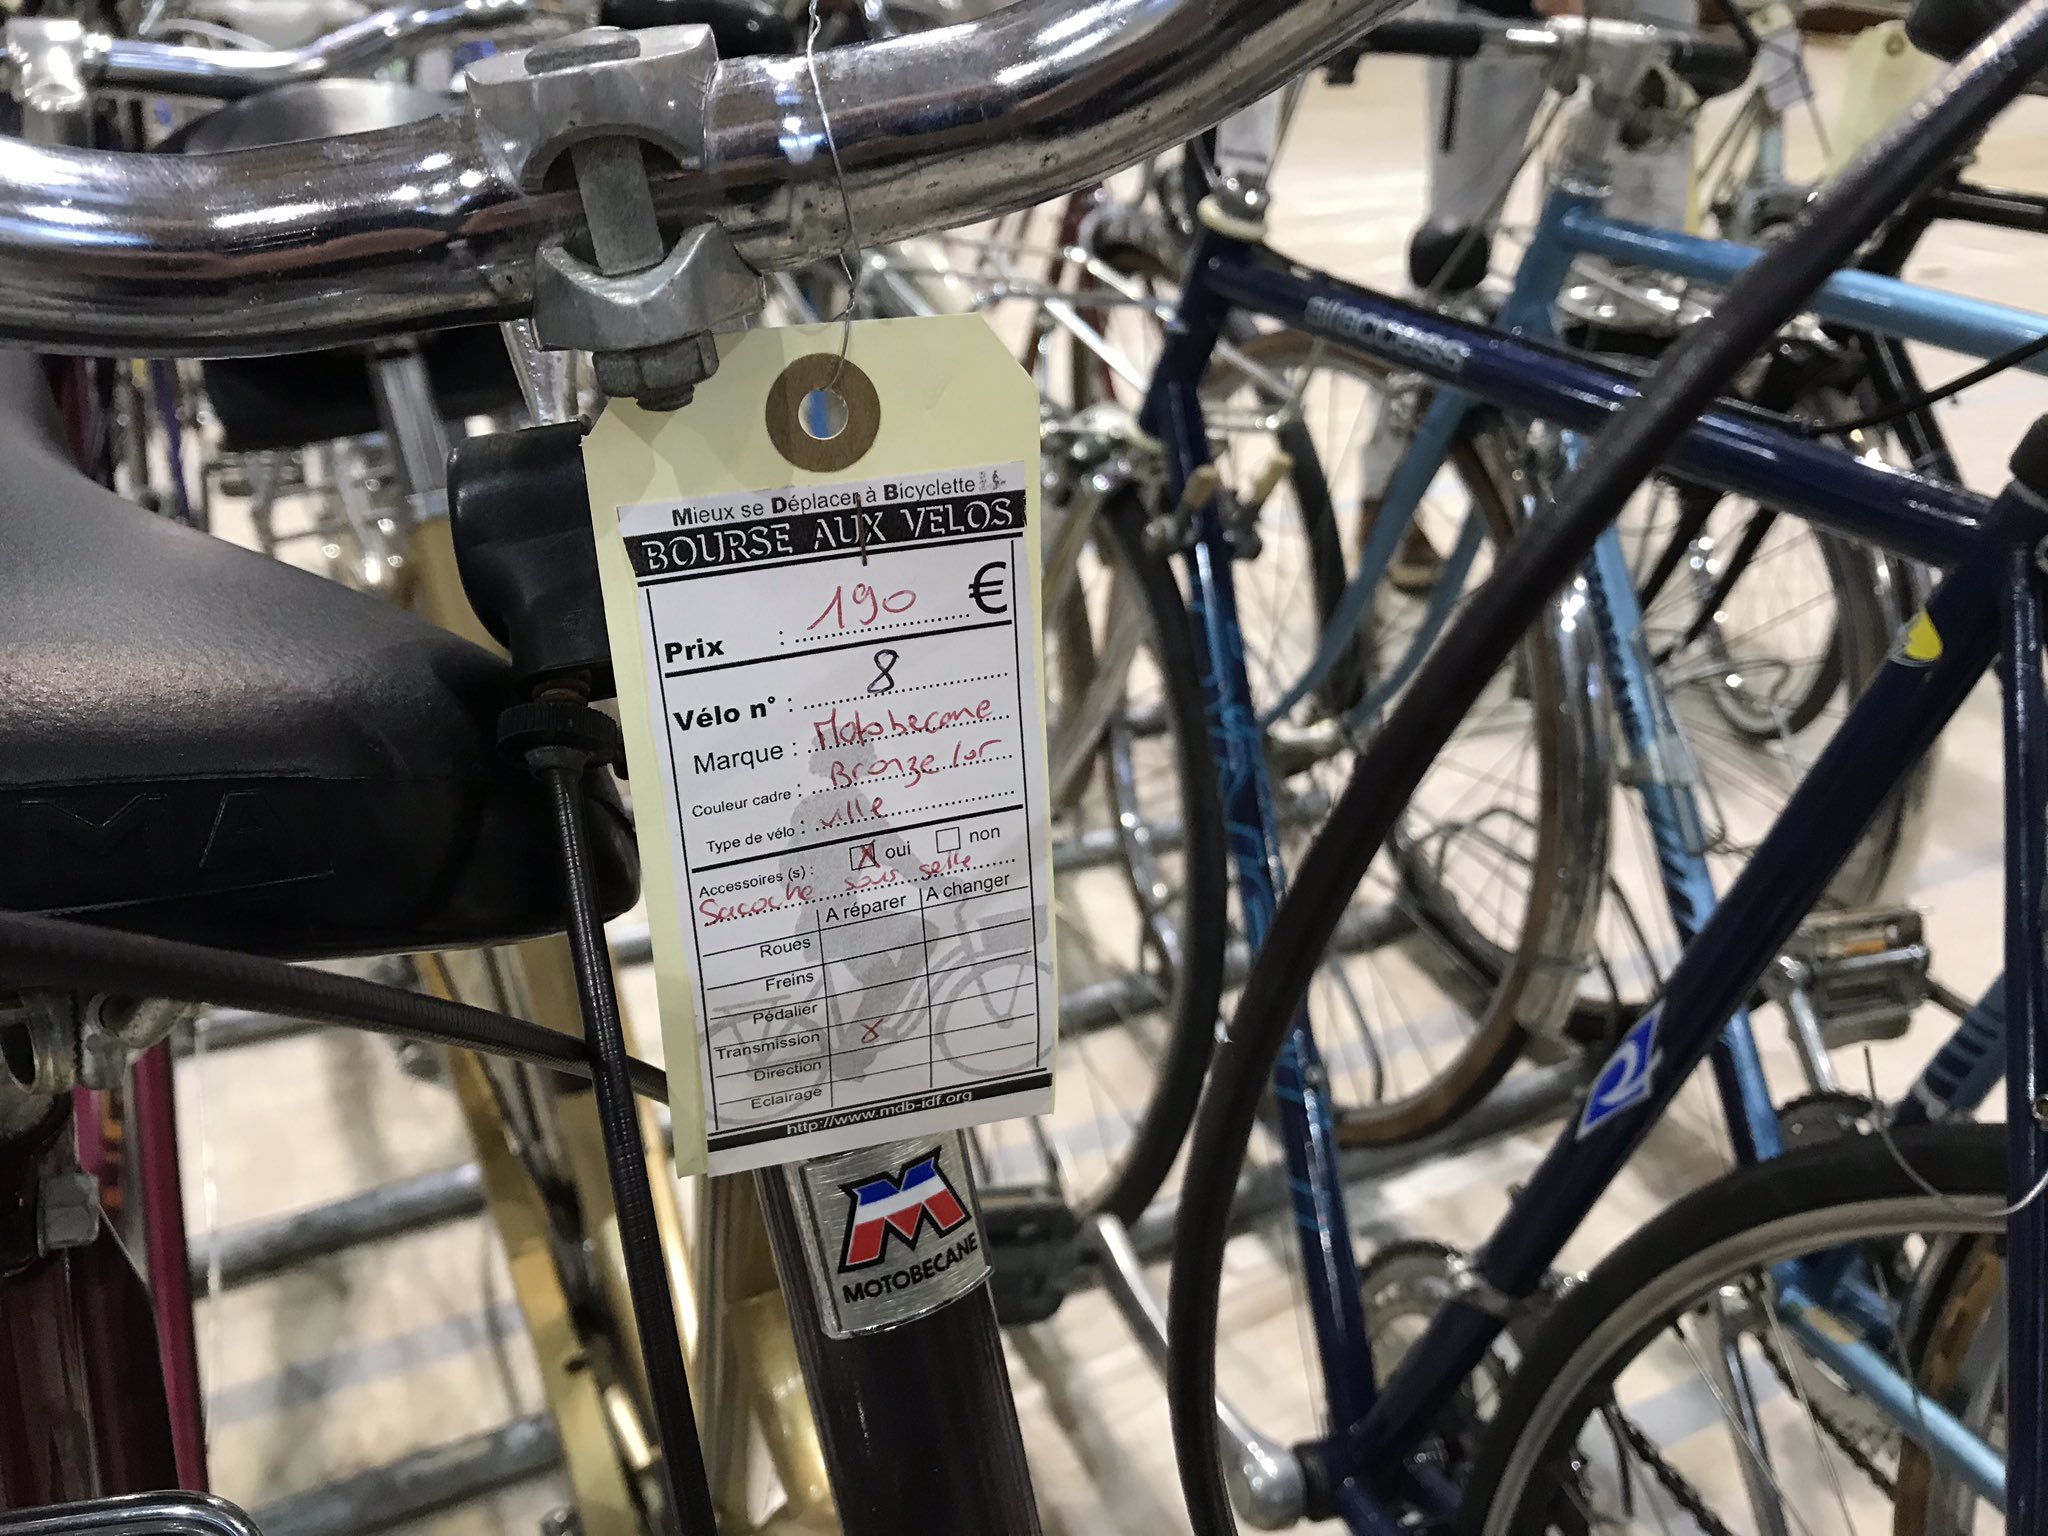 Mieux se Déplacer à Bicyclette
BOURSE AUX VELOS
Prix : 190 €
Vélo n° : 8
Marque : Motobecane
Couleur cadre : Bronze/or
Type de vélo : ville
Accessoires (s) : X oui non
Sacoche sous selle
A réparer A changer
Roues
Freins
Pédalier
Transmission x
Direction
Eclairage
http://www.mdb-idf.org
M
MOTOBECANE
allacess
MA